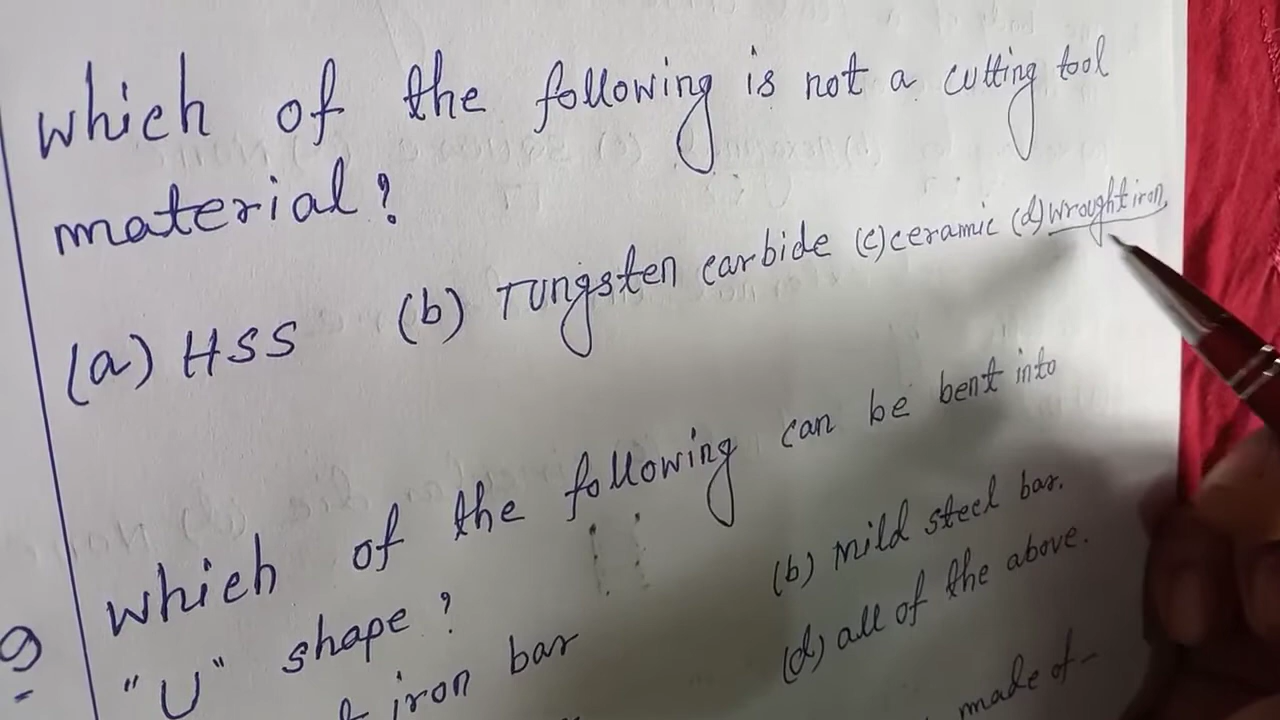 Which of the following is not a cutting tool
material?
(a) HSS (b) Tungsten carbide (c) ceramic (d) wrought iron
Which of the following can be bent into
"U" shape?
(b) mild steel bar.
iron bar
(d) all of the above.
made of-